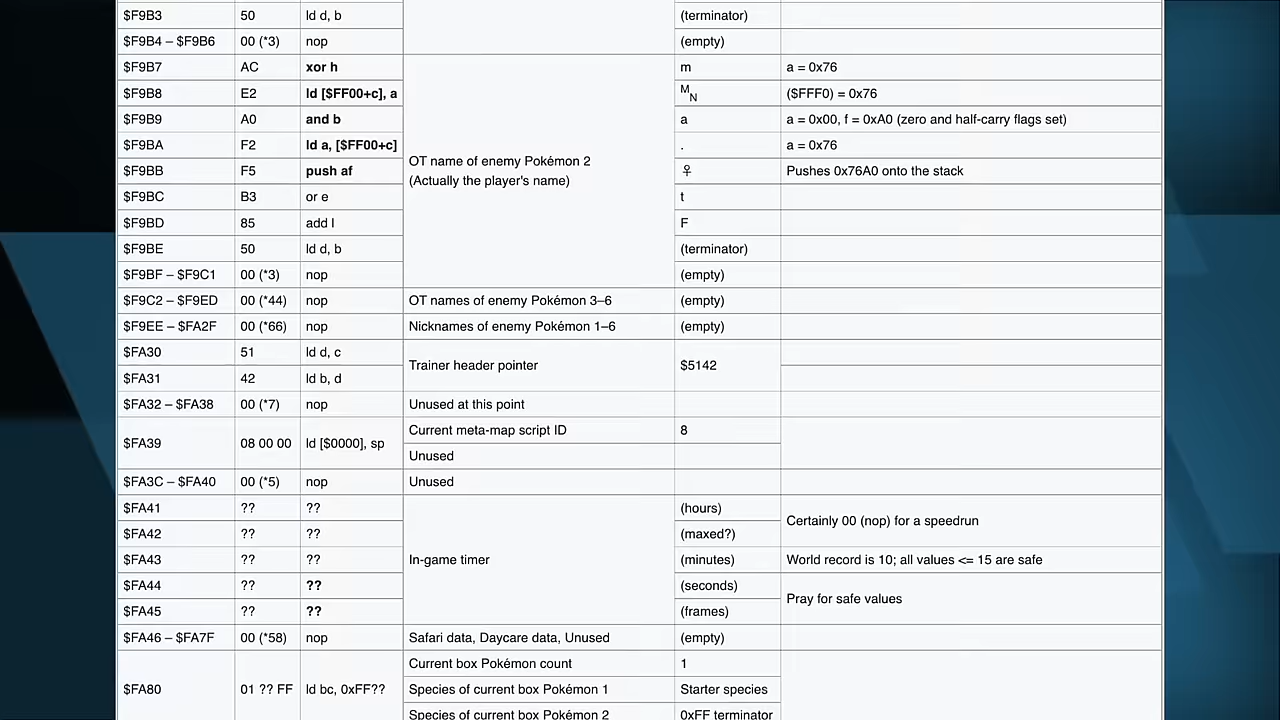 $F9B3 50 ld d, b (terminator)
$F9B4 – $F9B6 00 (*3) nop (empty)
$F9B7 AC xor h m a = 0x76
$F9B8 E2 ld [$FF00+c], a MN ($FFF0) = 0x76
$F9B9 A0 and b a a = 0x00, f = 0xA0 (zero and half-carry flags set)
$F9BA F2 ld a, [$FF00+c] . a = 0x76
OT name of enemy Pokémon 2
(Actually the player's name)
$F9BB F5 push af ♀ Pushes 0x76A0 onto the stack
$F9BC B3 or e t
$F9BD 85 add l F
$F9BE 50 ld d, b (terminator)
$F9BF – $F9C1 00 (*3) nop (empty)
$F9C2 – $F9ED 00 (*44) nop OT names of enemy Pokémon 3–6 (empty)
$F9EE – $FA2F 00 (*66) nop Nicknames of enemy Pokémon 1–6 (empty)
$FA30 51 ld d, c
Trainer header pointer $5142
$FA31 42 ld b, d
$FA32 – $FA38 00 (*7) nop Unused at this point
Current meta-map script ID 8
$FA39 08 00 00 ld [$0000], sp
Unused
$FA3C – $FA40 00 (*5) nop Unused
$FA41 ?? ?? (hours)
Certainly 00 (nop) for a speedrun
$FA42 ?? ?? (maxed?)
$FA43 ?? ?? In-game timer (minutes) World record is 10; all values <= 15 are safe
$FA44 ?? ?? (seconds)
Pray for safe values
$FA45 ?? ?? (frames)
$FA46 – $FA7F 00 (*58) nop Safari data, Daycare data, Unused (empty)
Current box Pokémon count 1
$FA80 01 ?? FF ld bc, 0xFF?? Species of current box Pokémon 1 Starter species
Species of current box Pokémon 2 0xFF terminator